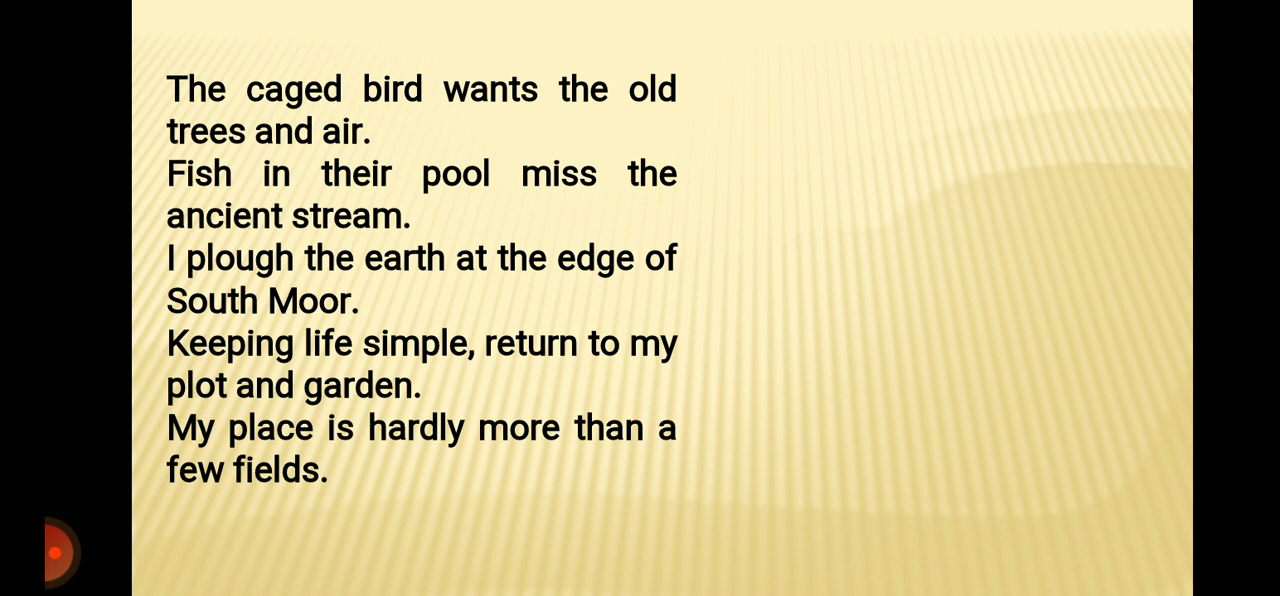 The caged bird wants the old
trees and air.
Fish in their pool miss the
ancient stream.
I plough the earth at the edge of
South Moor.
Keeping life simple, return to my
plot and garden.
My place is hardly more than a
few fields.